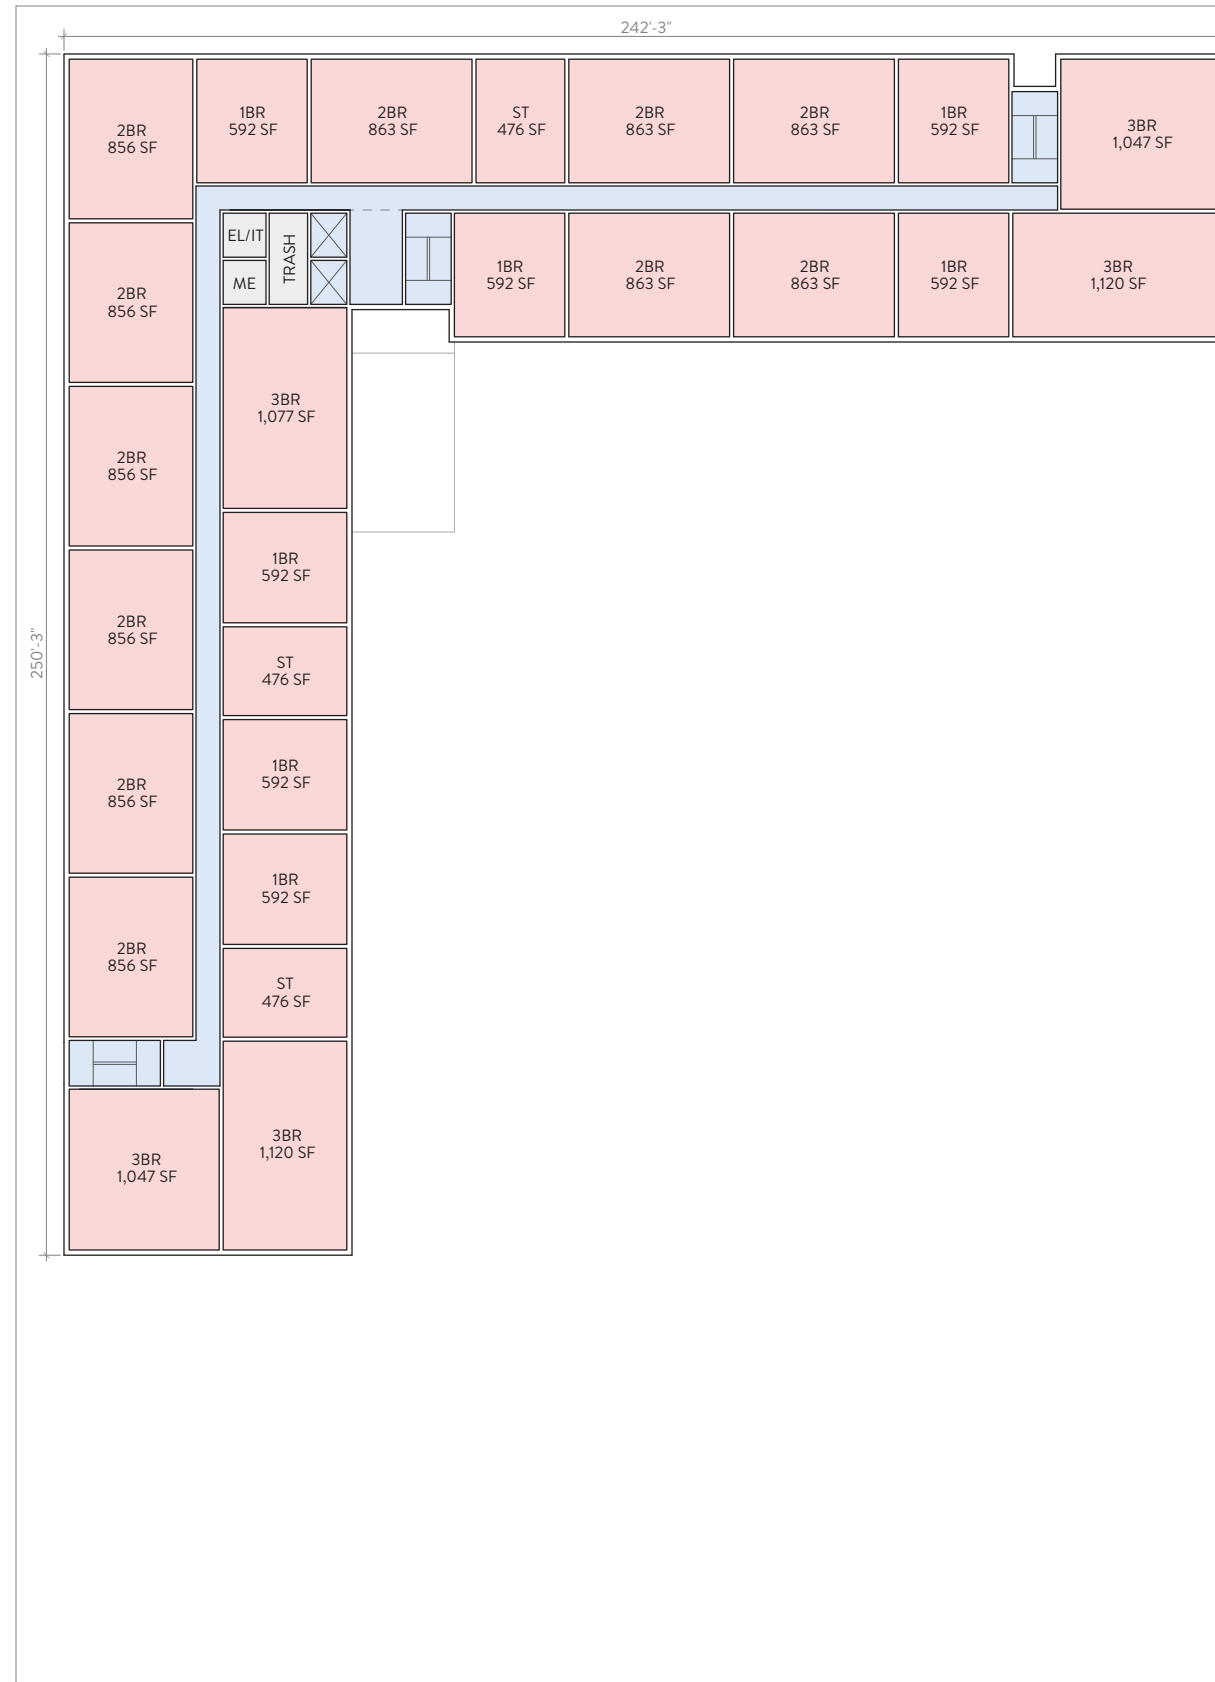 242'-3"
2BR
856 SF
1BR
592 SF
2BR
863 SF
ST
476 SF
2BR
863 SF
2BR
863 SF
1BR
592 SF
3BR
1,047 SF
EL/IT
TRASH
ME
1BR
592 SF
2BR
863 SF
2BR
863 SF
1BR
592 SF
3BR
1,120 SF
2BR
856 SF
3BR
1,077 SF
2BR
856 SF
1BR
592 SF
250'-3"
2BR
856 SF
ST
476 SF
2BR
856 SF
1BR
592 SF
1BR
592 SF
2BR
856 SF
ST
476 SF
3BR
1,047 SF
3BR
1,120 SF